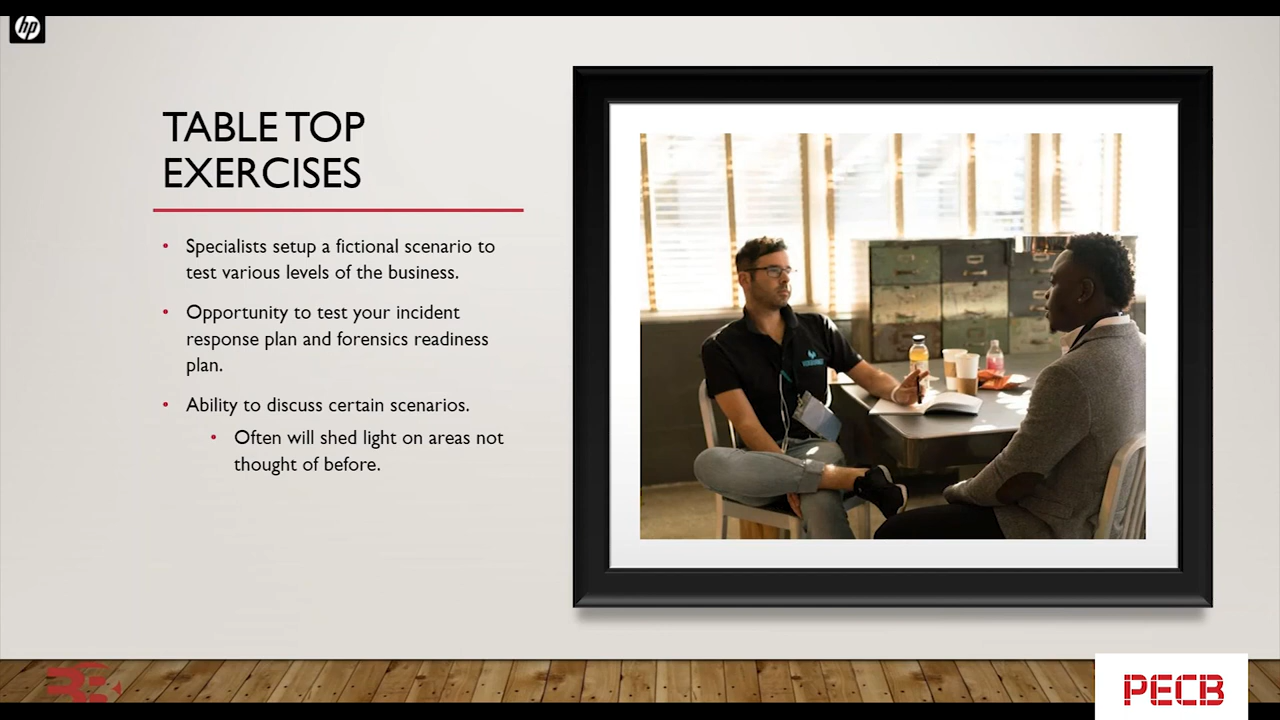 hp
TABLE TOP
EXERCISES
• Specialists setup a fictional scenario to
test various levels of the business.
• Opportunity to test your incident
response plan and forensics readiness
plan.
• Ability to discuss certain scenarios.
• Often will shed light on areas not
thought of before.
PECB